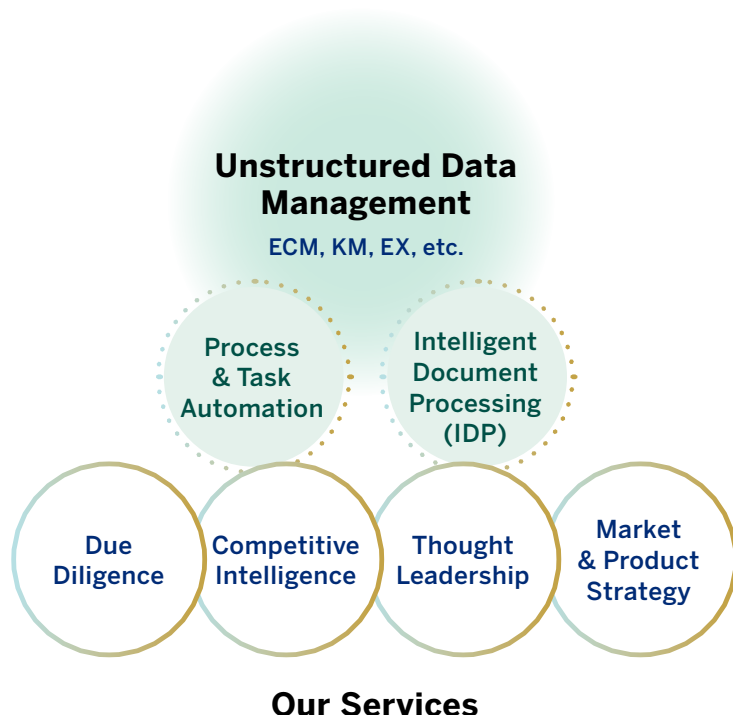 Unstructured Data
Management
ECM, KM, EX, etc.
Process
& Task
Automation
Intelligent
Document
Processing
(IDP)
Due
Diligence
Competitive
Intelligence
Thought
Leadership
Market
& Product
Strategy
Our Services